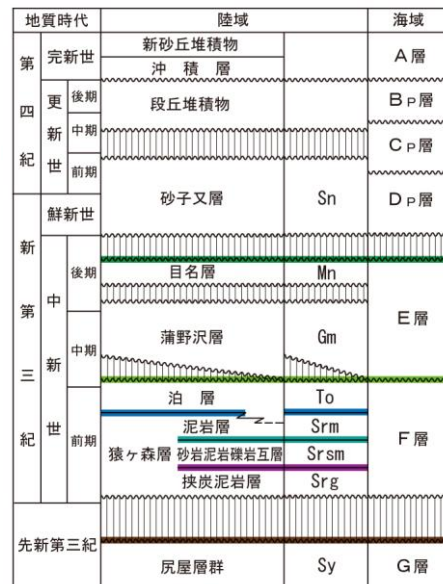 地質時代 陸域 海域
第四紀 完新世 新砂丘堆積物 A層
沖積層
更新世 後期 段丘堆積物 BP層
中期 CP層
前期 砂子又層 Sn DP層
新第三紀 鮮新世
中新世 後期 目名層 Mn E層
中期 蒲野沢層 Gm
前期 泊層 To F層
猿ヶ森層 泥岩層 Srm
砂岩泥岩礫岩互層 Srsm
挟炭泥岩層 Srg
先新第三紀 尻屋層群 Sy G層